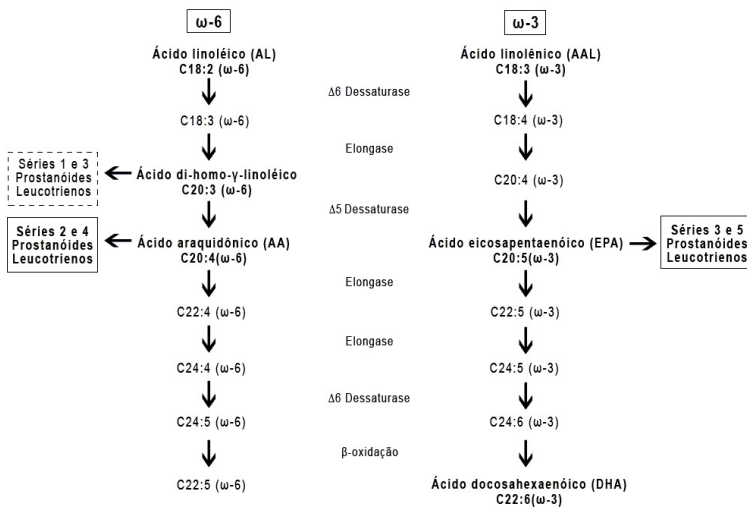 ω-6
ω-3
Ácido linoléico (AL)
C18:2 (ω-6)
Ácido linolênico (AAL)
C18:3 (ω-3)
Δ6 Dessaturase
C18:3 (ω-6)
C18:4 (ω-3)
Elongase
Séries 1 e 3
Prostanóides
Leucotrienos
Ácido di-homo-γ-linoléico
C20:3 (ω-6)
C20:4 (ω-3)
Δ5 Dessaturase
Séries 2 e 4
Prostanóides
Leucotrienos
Ácido araquidônico (AA)
C20:4(ω-6)
Ácido eicosapentaenóico (EPA)
C20:5(ω-3)
Séries 3 e 5
Prostanóides
Leucotrienos
Elongase
C22:4 (ω-6)
C22:5 (ω-3)
Elongase
C24:4 (ω-6)
C24:5 (ω-3)
Δ6 Dessaturase
C24:5 (ω-6)
C24:6 (ω-3)
β-oxidação
C22:5 (ω-6)
Ácido docosahexaenóico (DHA)
C22:6(ω-3)